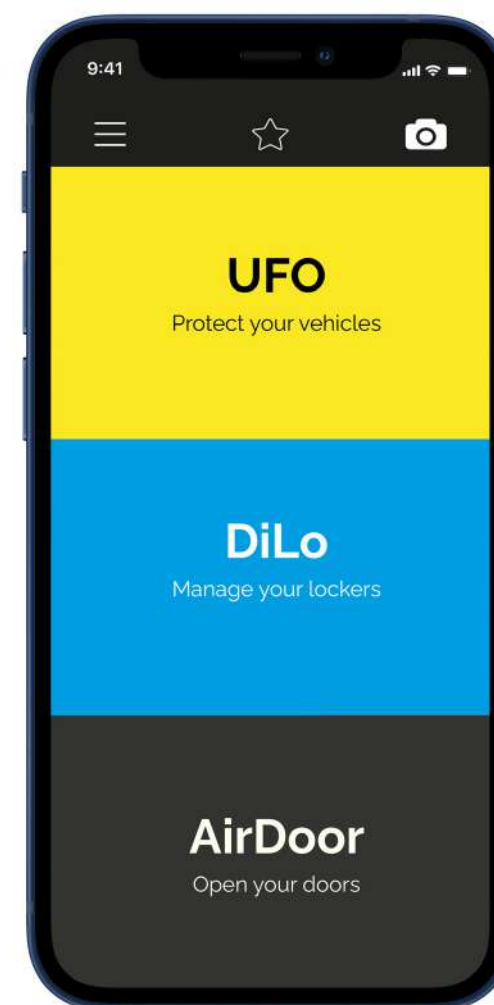 9:41
UFO
Protect your vehicles
DiLo
Manage your lockers
AirDoor
Open your doors